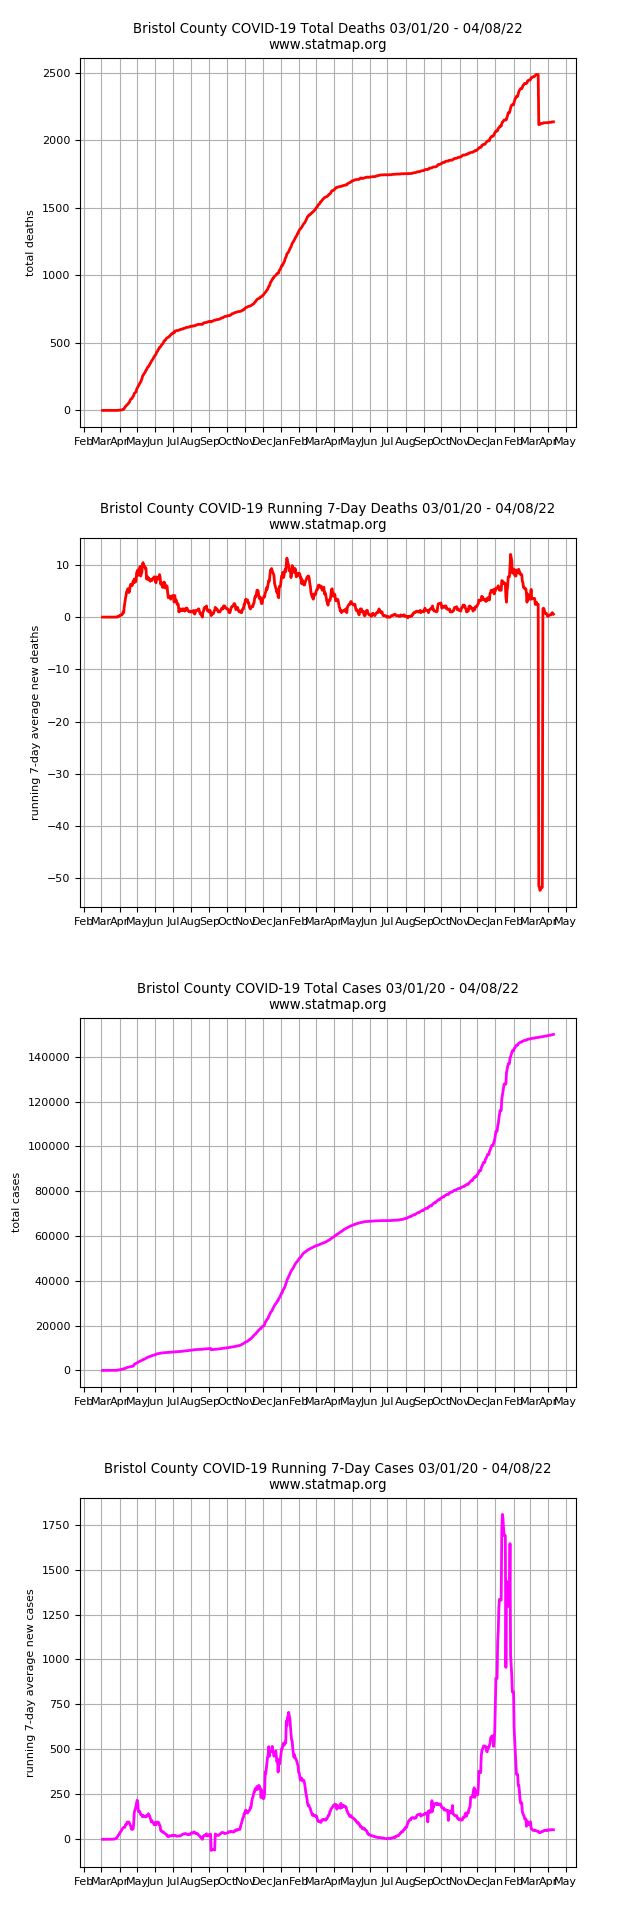 Bristol County COVID-19 Total Deaths 03/01/20 - 04/08/22
www.statmap.org
total deaths
2500
2000
1500
1000
500
0
Feb Mar Apr May Jun Jul Aug Sep Oct Nov Dec Jan Feb Mar Apr May Jun Jul Aug Sep Oct Nov Dec Jan Feb Mar Apr May
Bristol County COVID-19 Running 7-Day Deaths 03/01/20 - 04/08/22
www.statmap.org
running 7-day average new deaths
10
0
−10
−20
−30
−40
−50
Feb Mar Apr May Jun Jul Aug Sep Oct Nov Dec Jan Feb Mar Apr May Jun Jul Aug Sep Oct Nov Dec Jan Feb Mar Apr May
Bristol County COVID-19 Total Cases 03/01/20 - 04/08/22
www.statmap.org
total cases
140000
120000
100000
80000
60000
40000
20000
0
Feb Mar Apr May Jun Jul Aug Sep Oct Nov Dec Jan Feb Mar Apr May Jun Jul Aug Sep Oct Nov Dec Jan Feb Mar Apr May
Bristol County COVID-19 Running 7-Day Cases 03/01/20 - 04/08/22
www.statmap.org
running 7-day average new cases
1750
1500
1250
1000
750
500
250
0
Feb Mar Apr May Jun Jul Aug Sep Oct Nov Dec Jan Feb Mar Apr May Jun Jul Aug Sep Oct Nov Dec Jan Feb Mar Apr May